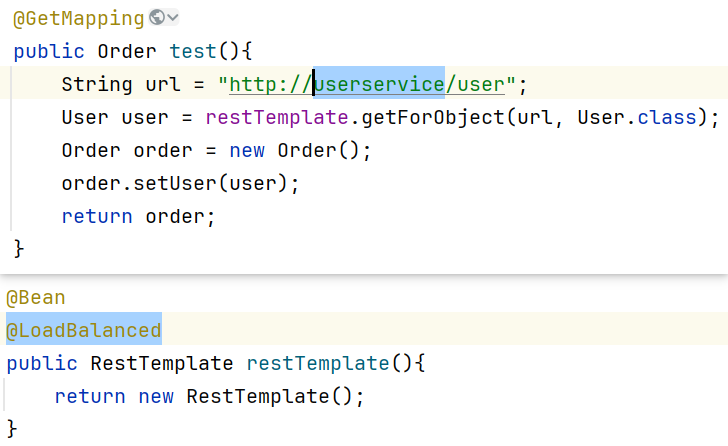 @GetMapping
public Order test(){
String url = "http://userservice/user";
User user = restTemplate.getForObject(url, User.class);
Order order = new Order();
order.setUser(user);
return order;
}
@Bean
@LoadBalanced
public RestTemplate restTemplate(){
return new RestTemplate();
}